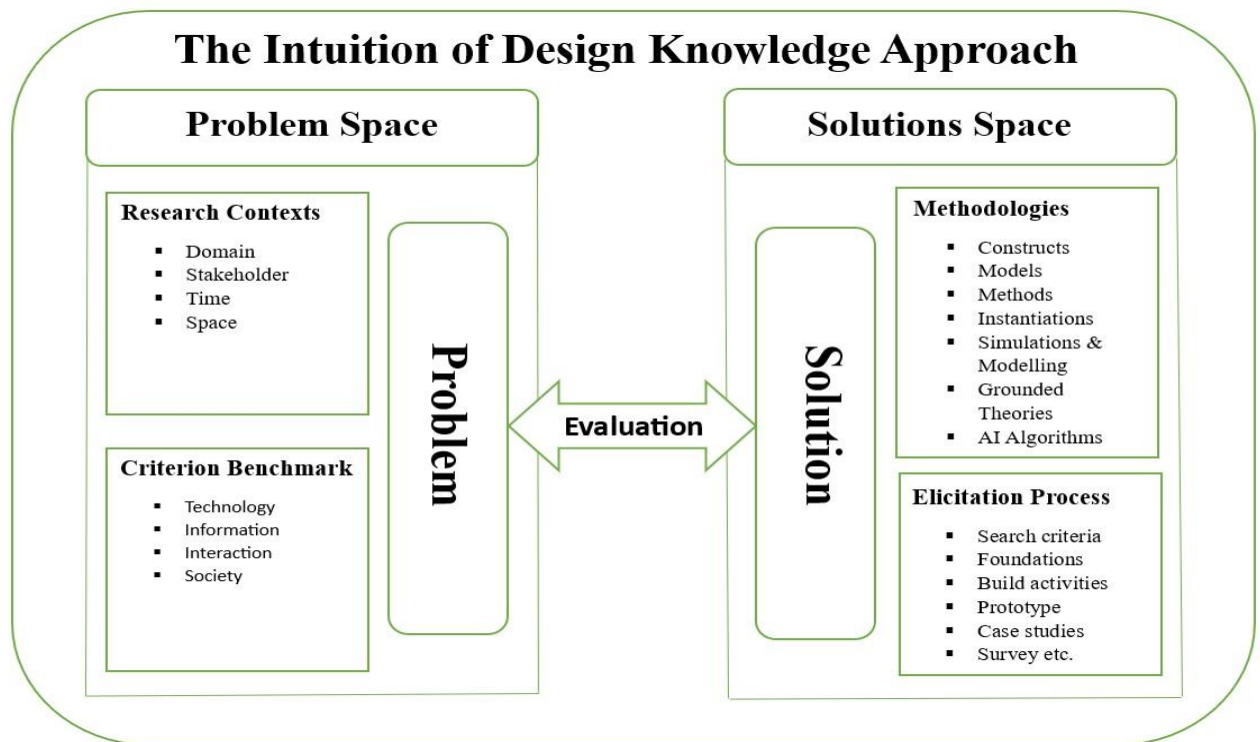 The Intuition of Design Knowledge Approach
Problem Space
Research Contexts
▪ Domain
▪ Stakeholder
▪ Time
▪ Space
Criterion Benchmark
▪ Technology
▪ Information
▪ Interaction
▪ Society
Problem
Evaluation
Solutions Space
Solution
Methodologies
▪ Constructs
▪ Models
▪ Methods
▪ Instantiations
▪ Simulations &
Modelling
▪ Grounded
Theories
▪ AI Algorithms
Elicitation Process
▪ Search criteria
▪ Foundations
▪ Build activities
▪ Prototype
▪ Case studies
▪ Survey etc.